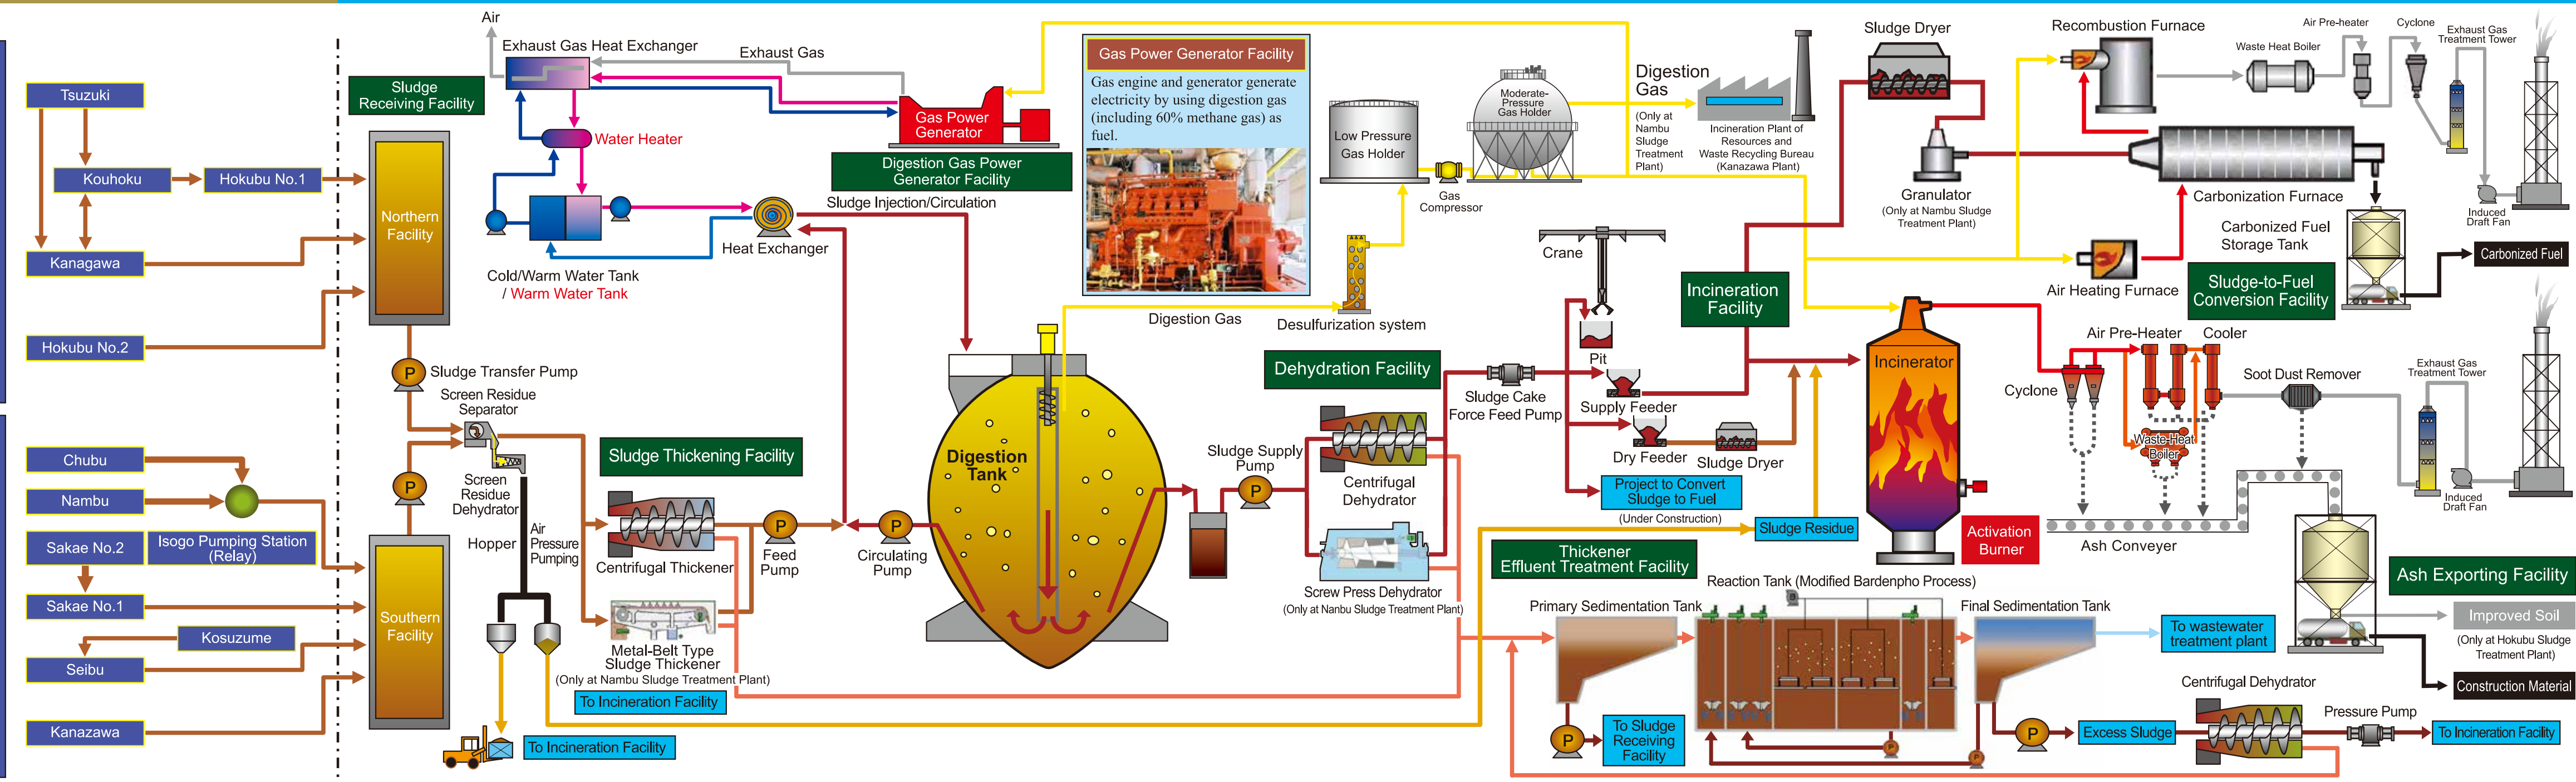 Tsuzuki
Kouhoku
Hokubu No.1
Kanagawa
Hokubu No.2
Chubu
Nambu
Sakae No.2
Isogo Pumping Station
(Relay)
Sakae No.1
Kosuzume
Seibu
Kanazawa
Sludge
Receiving Facility
Northern
Facility
P
Sludge Transfer Pump
Screen Residue
Separator
P
Screen
Residue
Dehydrator
Southern
Facility
Hopper
Air
Pressure
Pumping
To Incineration Facility
Air
Exhaust Gas Heat Exchanger
Exhaust Gas
Water Heater
Gas Power
Generator
Digestion Gas Power
Generator Facility
Cold/Warm Water Tank
/ Warm Water Tank
Heat Exchanger
Sludge Injection/Circulation
Gas Power Generator Facility
Gas engine and generator generate
electricity by using digestion gas
(including 60% methane gas) as
fuel.
Sludge Thickening Facility
Centrifugal Thickener
P
Feed
Pump
Metal-Belt Type
Sludge Thickener
(Only at Nambu Sludge Treatment Plant)
To Incineration Facility
P
Circulating
Pump
Digestion
Tank
Digestion Gas
Desulfurization system
Low Pressure
Gas Holder
Gas
Compressor
Moderate-
Pressure
Gas Holder
Digestion
Gas
(Only at
Nambu
Sludge
Treatment
Plant)
Incineration Plant of
Resources and
Waste Recycling Bureau
(Kanazawa Plant)
Dehydration Facility
Sludge Supply
Pump
P
Centrifugal
Dehydrator
Screw Press Dehydrator
(Only at Nanbu Sludge Treatment Plant)
Sludge Cake
Force Feed Pump
Crane
Pit
Supply Feeder
Dry Feeder
Sludge Dryer
Project to Convert
Sludge to Fuel
(Under Construction)
Sludge Residue
Incineration
Facility
Incinerator
Activation
Burner
Sludge Dryer
Granulator
(Only at Nambu Sludge
Treatment Plant)
Recombustion Furnace
Waste Heat Boiler
Air Pre-heater
Cyclone
Exhaust Gas
Treatment Tower
Induced
Draft Fan
Carbonization Furnace
Carbonized Fuel
Storage Tank
Carbonized Fuel
Air Heating Furnace
Sludge-to-Fuel
Conversion Facility
Air Pre-Heater
Cooler
Cyclone
Waste-Heat
Boiler
Soot Dust Remover
Exhaust Gas
Treatment Tower
Induced
Draft Fan
Ash Conveyer
Ash Exporting Facility
Improved Soil
(Only at Hokubu Sludge
Treatment Plant)
Construction Material
Thickener
Effluent Treatment Facility
Primary Sedimentation Tank
Reaction Tank (Modified Bardenpho Process)
Final Sedimentation Tank
To wastewater
treatment plant
P
To Sludge
Receiving
Facility
P
P
P
Excess Sludge
Centrifugal Dehydrator
Pressure Pump
To Incineration Facility